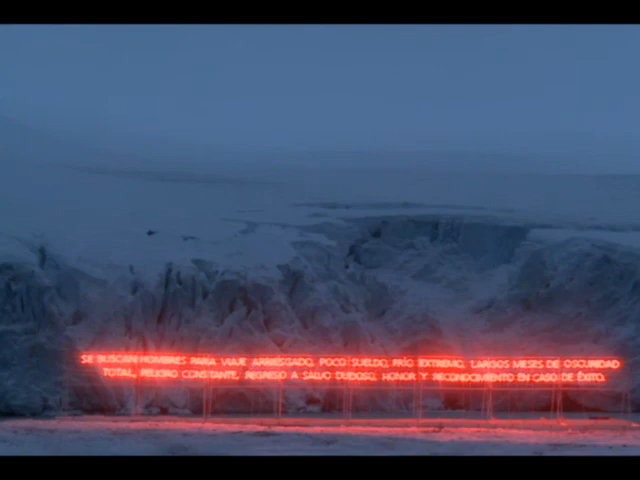 SE BUSCAN HOMBRES PARA VIAJE ARRIESGADO, POCO SUELDO, FRÍO EXTREMO, LARGOS MESES DE OSCURIDAD
TOTAL, PELIGRO CONSTANTE, REGRESO A SALVO DUDOSO, HONOR Y RECONOCIMIENTO EN CASO DE ÉXITO.